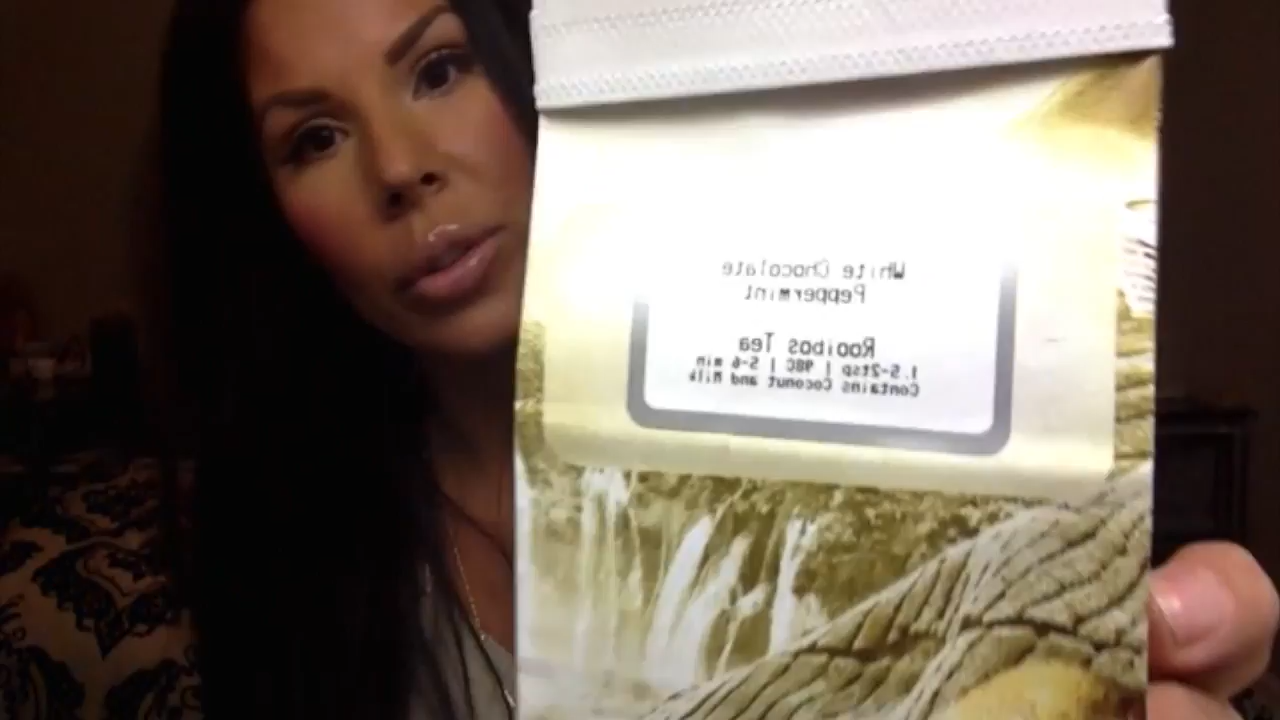 White Chocolate
Peppermint
Rooibos Tea
1.5-2tsp | 98C | 5-6 min
Contains Coconut and Milk